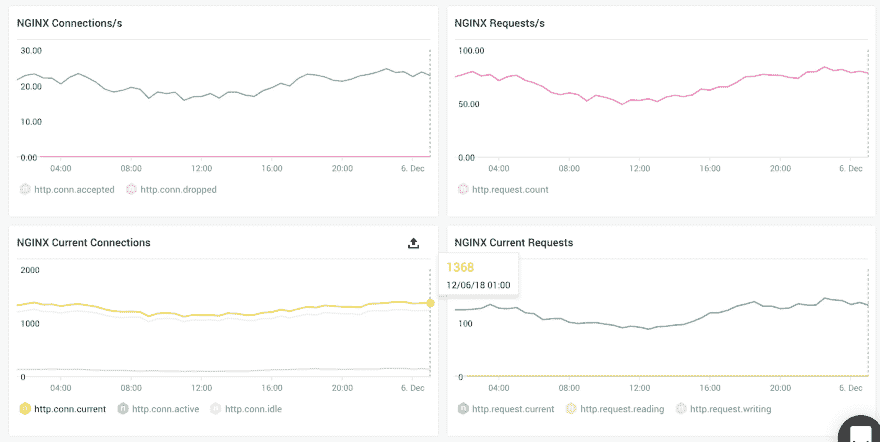 NGINX Connections/s
30.00
20.00
10.00
0.00
04:00 08:00 12:00 16:00 20:00 6. Dec
http.conn.accepted http.conn.dropped
NGINX Requests/s
100.00
50.00
0.00
04:00 08:00 12:00 16:00 20:00 6. Dec
http.request.count
NGINX Current Connections
2000
1000
0
04:00 08:00 12:00 16:00 20:00 6. Dec
http.conn.current http.conn.active http.conn.idle
1368
12/06/18 01:00
NGINX Current Requests
100
0
04:00 08:00 12:00 16:00 20:00 6. Dec
http.request.current http.request.reading http.request.writing